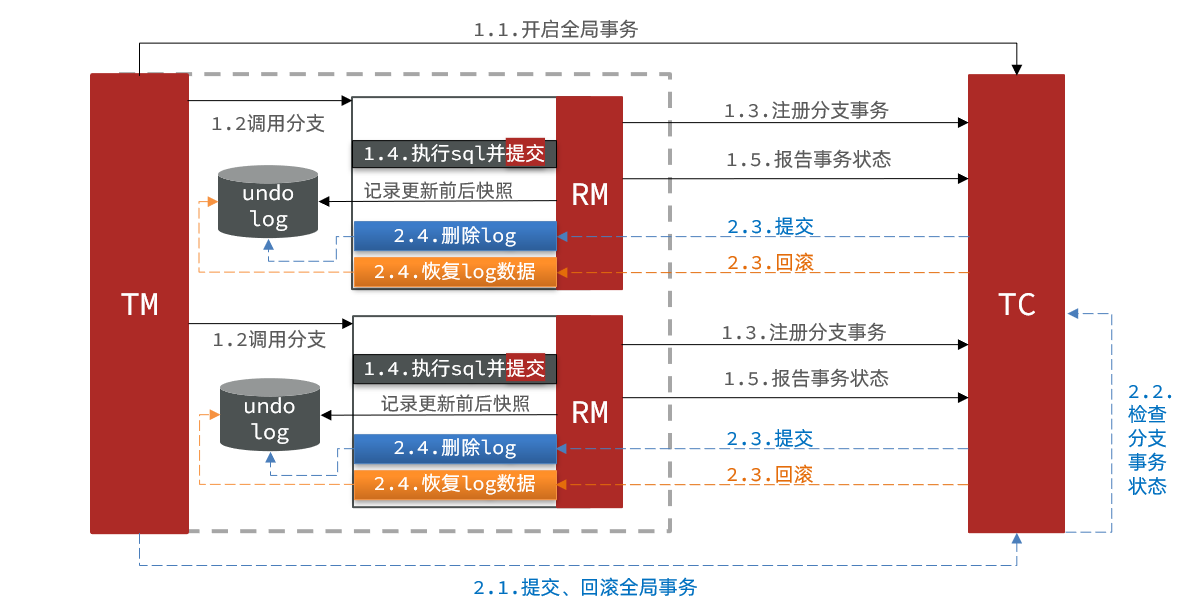 1.1.开启全局事务
TM
1.2调用分支
1.4.执行sql并提交
记录更新前后快照
undo
log
2.4.删除log
2.4.恢复log数据
RM
1.3.注册分支事务
1.5.报告事务状态
2.3.提交
2.3.回滚
TC
1.2调用分支
1.4.执行sql并提交
记录更新前后快照
undo
log
2.4.删除log
2.4.恢复log数据
RM
1.3.注册分支事务
1.5.报告事务状态
2.3.提交
2.3.回滚
2.2.
检查
分支
事务
状态
2.1.提交、回滚全局事务